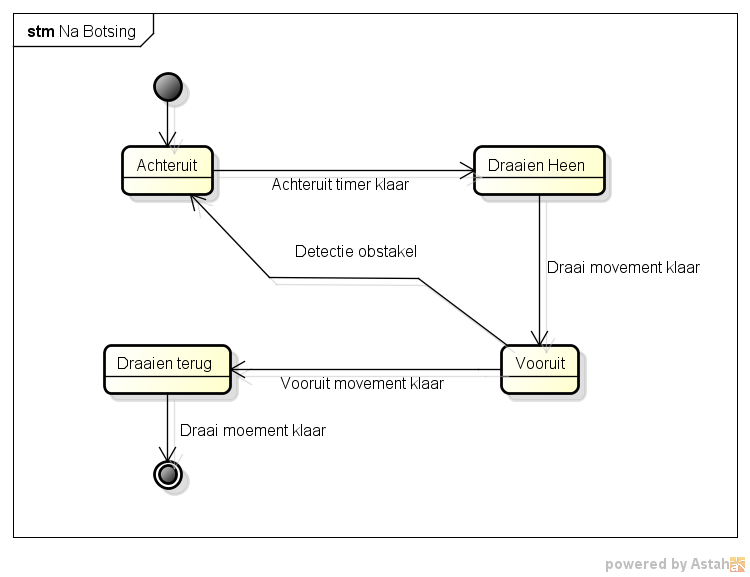 stm Na Botsing
Achteruit
Draaien Heen
Achteruit timer klaar
Detectie obstakel
Draai movement klaar
Draaien terug
Vooruit
Vooruit movement klaar
Draai moement klaar
powered by Astah